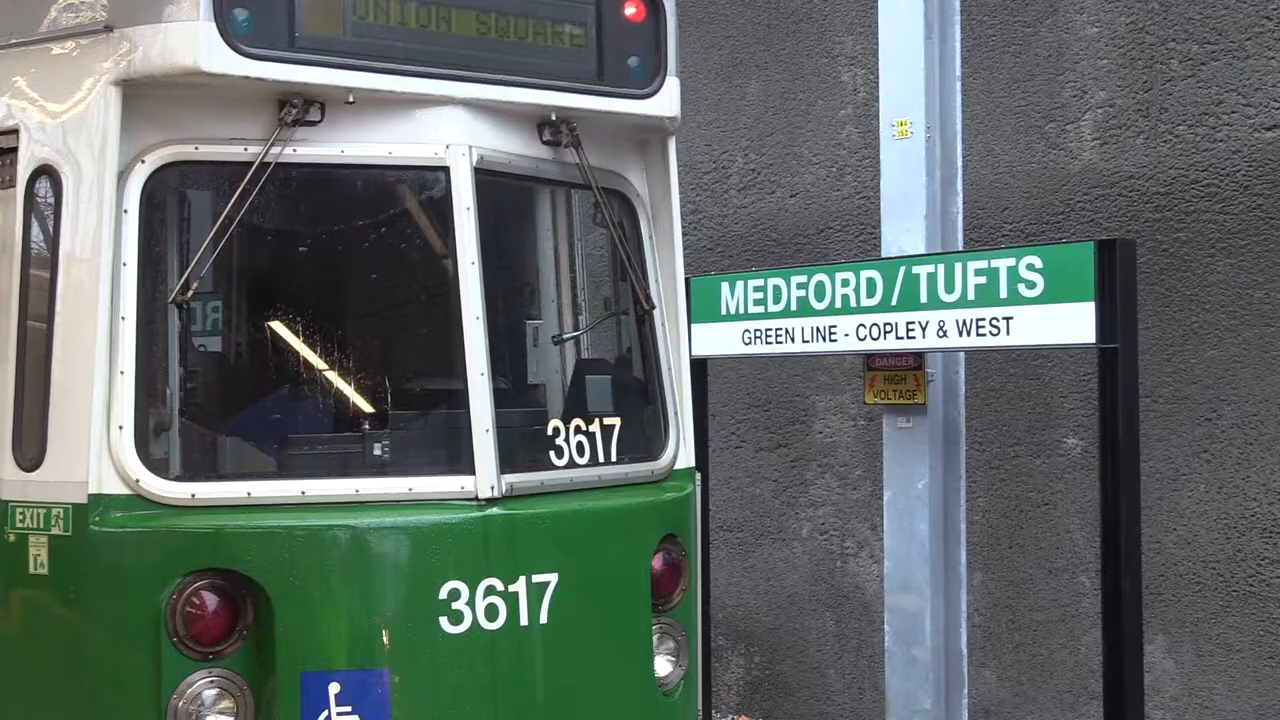 UNION SQUARE
MEDFORD / TUFTS
GREEN LINE - COPLEY & WEST
DANGER
HIGH
VOLTAGE
3617
EXIT
3617